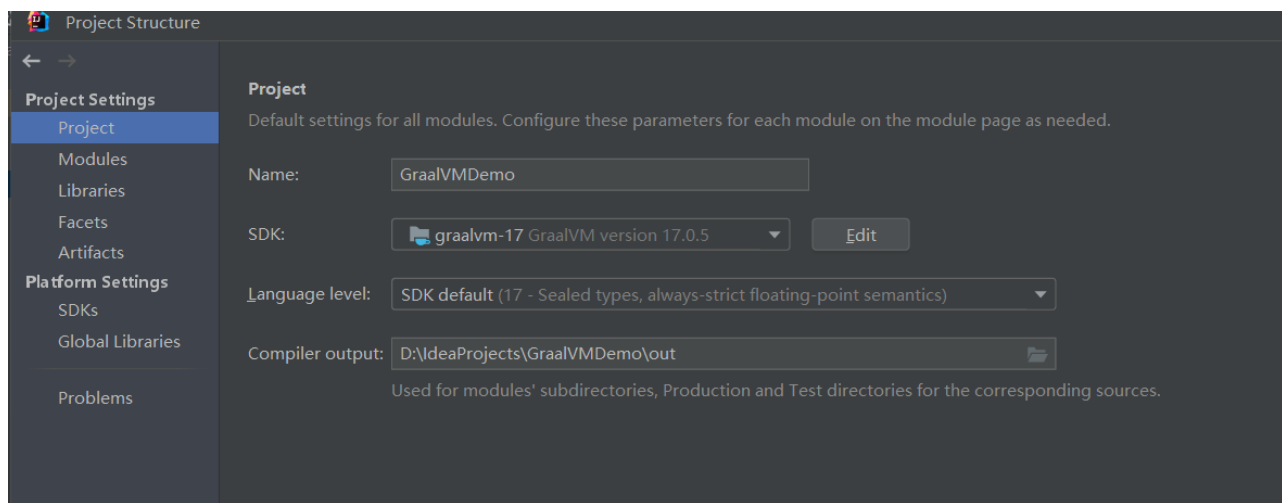 Project Structure
Project Settings
Project
Modules
Libraries
Facets
Artifacts
Platform Settings
SDKs
Global Libraries
Problems
Project
Default settings for all modules. Configure these parameters for each module on the module page as needed.
Name: GraalVMDemo
SDK: graalvm-17 GraalVM version 17.0.5 Edit
Language level: SDK default (17 - Sealed types, always-strict floating-point semantics)
Compiler output: D:\IdeaProjects\GraalVMDemo\out
Used for modules' subdirectories, Production and Test directories for the corresponding sources.